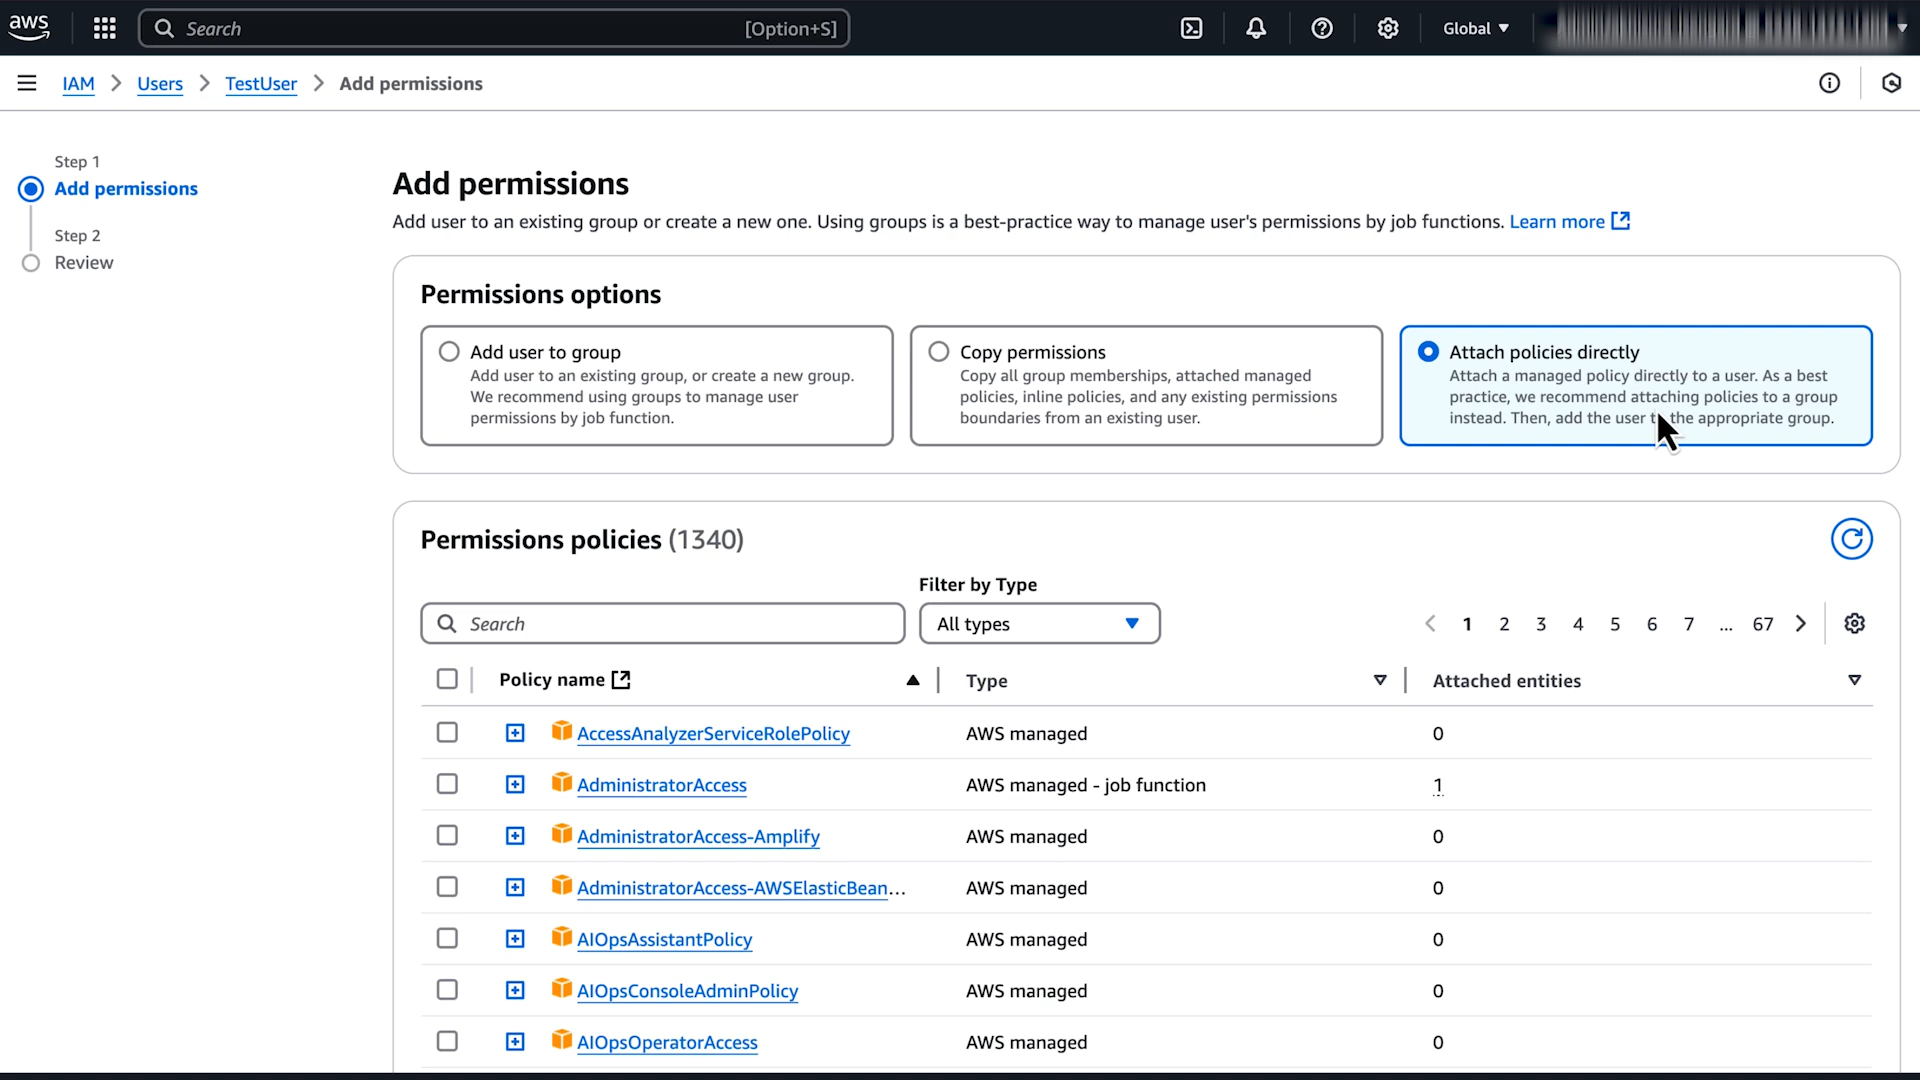 aws
Search [Option+S]
Global
IAM > Users > TestUser > Add permissions
Step 1
Add permissions
Step 2
Review
Add permissions
Add user to an existing group or create a new one. Using groups is a best-practice way to manage user's permissions by job functions. Learn more
Permissions options
Add user to group
Add user to an existing group, or create a new group.
We recommend using groups to manage user
permissions by job function.
Copy permissions
Copy all group memberships, attached managed
policies, inline policies, and any existing permissions
boundaries from an existing user.
Attach policies directly
Attach a managed policy directly to a user. As a best
practice, we recommend attaching policies to a group
instead. Then, add the user to the appropriate group.
Permissions policies (1340)
Filter by Type
Search
All types
1 2 3 4 5 6 7 ... 67
Policy name Type Attached entities
AccessAnalyzerServiceRolePolicy AWS managed 0
AdministratorAccess AWS managed - job function 1
AdministratorAccess-Amplify AWS managed 0
AdministratorAccess-AWSElasticBean... AWS managed 0
AIOpsAssistantPolicy AWS managed 0
AIOpsConsoleAdminPolicy AWS managed 0
AIOpsOperatorAccess AWS managed 0